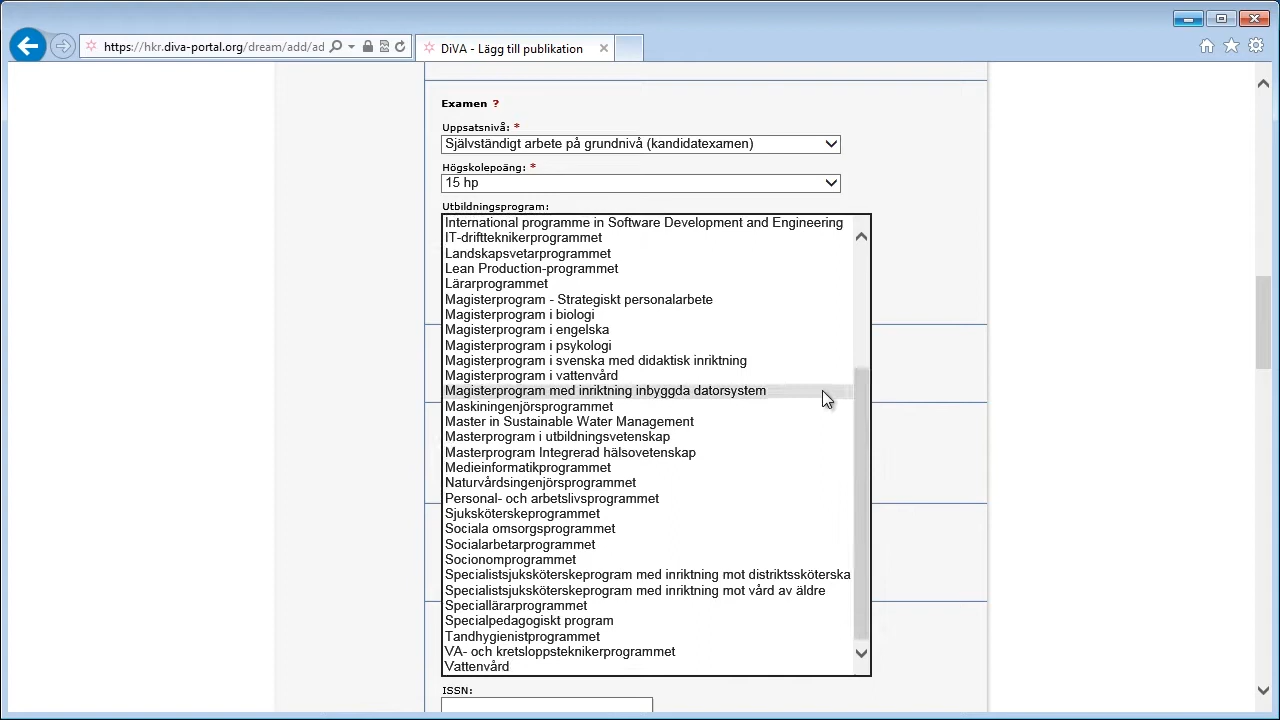 https://hkr.diva-portal.org/dream/add/ad
DiVA - Lägg till publikation
Examen ?
Uppsatsnivå: *
Självständigt arbete på grundnivå (kandidatexamen)
Högskolepoäng: *
15 hp
Utbildningsprogram:
International programme in Software Development and Engineering
IT-driftteknikerprogrammet
Landskapsvetarprogrammet
Lean Production-programmet
Lärarprogrammet
Magisterprogram - Strategiskt personalarbete
Magisterprogram i biologi
Magisterprogram i engelska
Magisterprogram i psykologi
Magisterprogram i svenska med didaktisk inriktning
Magisterprogram i vattenvård
Magisterprogram med inriktning inbyggda datorsystem
Maskiningenjörsprogrammet
Master in Sustainable Water Management
Masterprogram i utbildningsvetenskap
Masterprogram Integrerad hälsovetenskap
Medieinformatikprogrammet
Naturvårdsingenjörsprogrammet
Personal- och arbetslivsprogrammet
Sjuksköterskeprogrammet
Sociala omsorgsprogrammet
Socialarbetarprogrammet
Socionomprogrammet
Specialistsjuksköterskeprogram med inriktning mot distriktssköterska
Specialistsjuksköterskeprogram med inriktning mot vård av äldre
Speciallärarprogrammet
Specialpedagogiskt program
Tandhygienistprogrammet
VA- och kretsloppsteknikerprogrammet
Vattenvård
ISSN: